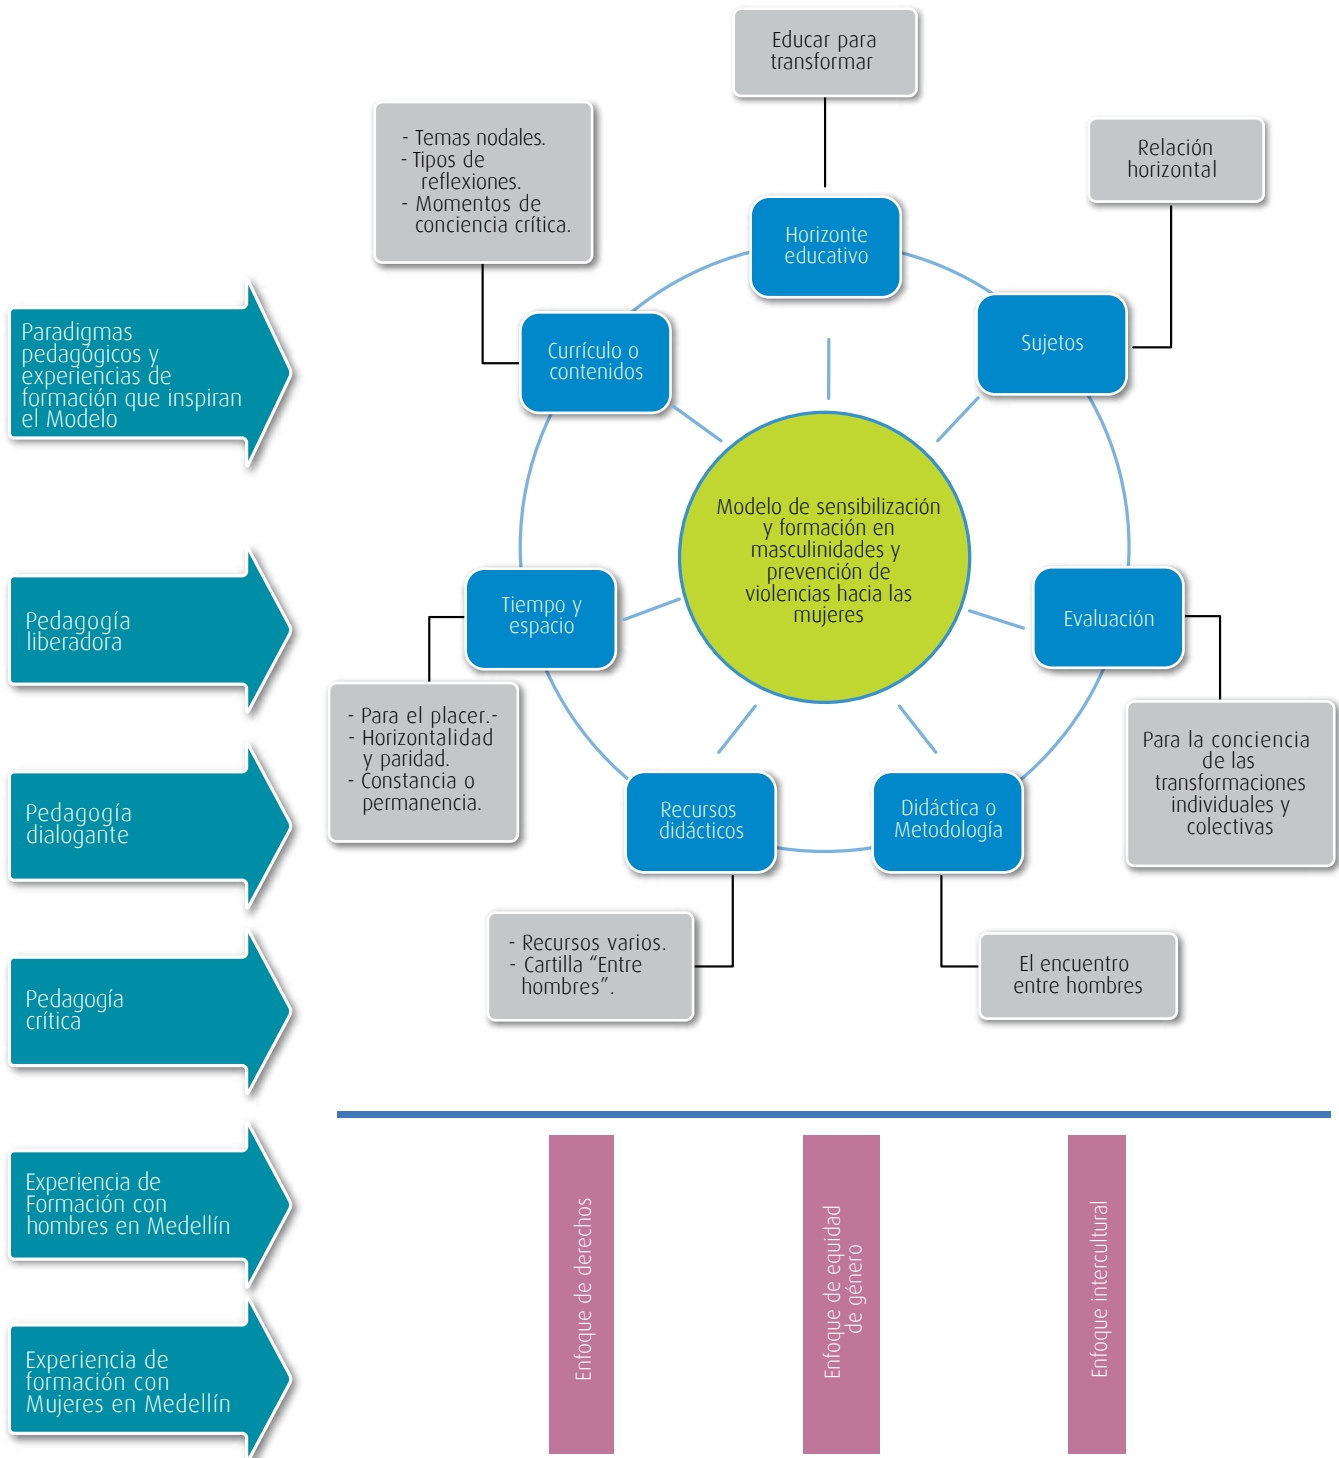 Educar para
transformar
- Temas nodales.
- Tipos de
reflexiones.
- Momentos de
conciencia crítica.
Relación
horizontal
Horizonte
educativo
Currículo o
contenidos
Sujetos
Paradigmas
pedagógicos y
experiencias de
formación que inspiran
el Modelo
Modelo de sensibilización
y formación en
masculinidades y
prevención de
violencias hacia las
mujeres
Tiempo y
espacio
Evaluación
Pedagogía
liberadora
- Para el placer.-
- Horizontalidad
y paridad.
- Constancia o
permanencia.
Para la conciencia
de las
transformaciones
individuales y
colectivas
Pedagogía
dialogante
Recursos
didácticos
Didáctica o
Metodología
- Recursos varios.
- Cartilla “Entre
hombres”.
El encuentro
entre hombres
Pedagogía
crítica
Experiencia de
Formación con
hombres en Medellín
Experiencia de
formación con
Mujeres en Medellín
Enfoque de derechos
Enfoque de equidad
de género
Enfoque intercultural